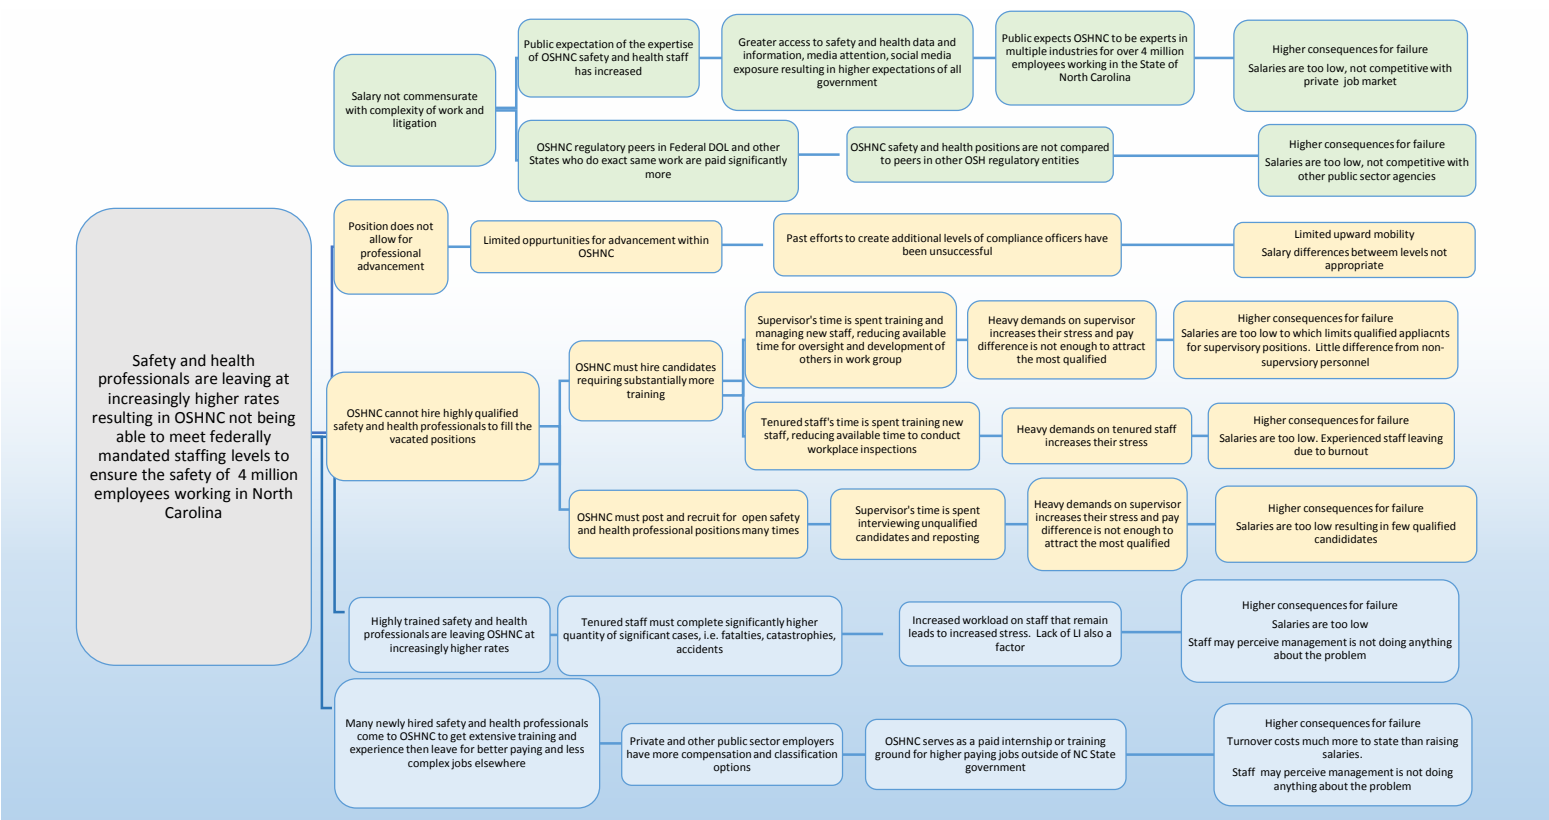 Safety and health
professionals are leaving at
increasingly higher rates
resulting in OSHNC not being
able to meet federally
mandated staffing levels to
ensure the safety of 4 million
employees working in North
Carolina
Salary not commensurate
with complexity of work and
litigation
Public expectation of the expertise
of OSHNC safety and health staff
has increased
Greater access to safety and health data and
information, media attention, social media
exposure resulting in higher expectations of all
government
Public expects OSHNC to be experts in
multiple industries for over 4 million
employees working in the State of
North Carolina
Higher consequences for failure
Salaries are too low, not competitive with
private job market
OSHNC regulatory peers in Federal DOL and other
States who do exact same work are paid significantly
more
OSHNC safety and health positions are not compared
to peers in other OSH regulatory entities
Higher consequences for failure
Salaries are too low, not competitive with
other public sector agencies
Position does not
allow for
professional
advancement
Limited oppurtunities for advancement within
OSHNC
Past efforts to create additional levels of compliance officers have
been unsuccessful
Limited upward mobility
Salary differences betweem levels not
appropriate
OSHNC cannot hire highly qualified
safety and health professionals to fill the
vacated positions
OSHNC must hire candidates
requiring substantially more
training
Supervisor's time is spent training and
managing new staff, reducing available
time for oversight and development of
others in work group
Heavy demands on supervisor
increases their stress and pay
difference is not enough to attract
the most qualified
Higher consequences for failure
Salaries are too low to which limits qualified appliacnts
for supervisory positions. Little difference from non-
supervsiory personnel
Tenured staff's time is spent training new
staff, reducing available time to conduct
workplace inspections
Heavy demands on tenured staff
increases their stress
Higher consequences for failure
Salaries are too low. Experienced staff leaving
due to burnout
OSHNC must post and recruit for open safety
and health professional positions many times
Supervisor's time is spent
interviewing unqualified
candidates and reposting
Heavy demands on supervisor
increases their stress and pay
difference is not enough to
attract the most qualified
Higher consequences for failure
Salaries are too low resulting in few qualified
candididates
Highly trained safety and health
professionals are leaving OSHNC at
increasingly higher rates
Tenured staff must complete significantly higher
quantity of significant cases, i.e. fatalties, catastrophies,
accidents
Increased workload on staff that remain
leads to increased stress. Lack of LI also a
factor
Higher consequences for failure
Salaries are too low
Staff may perceive management is not doing anything
about the problem
Many newly hired safety and health professionals
come to OSHNC to get extensive training and
experience then leave for better paying and less
complex jobs elsewhere
Private and other public sector employers
have more compensation and classification
options
OSHNC serves as a paid internship or training
ground for higher paying jobs outside of NC State
government
Higher consequences for failure
Turnover costs much more to state than raising
salaries.
Staff may perceive management is not doing
anything about the problem